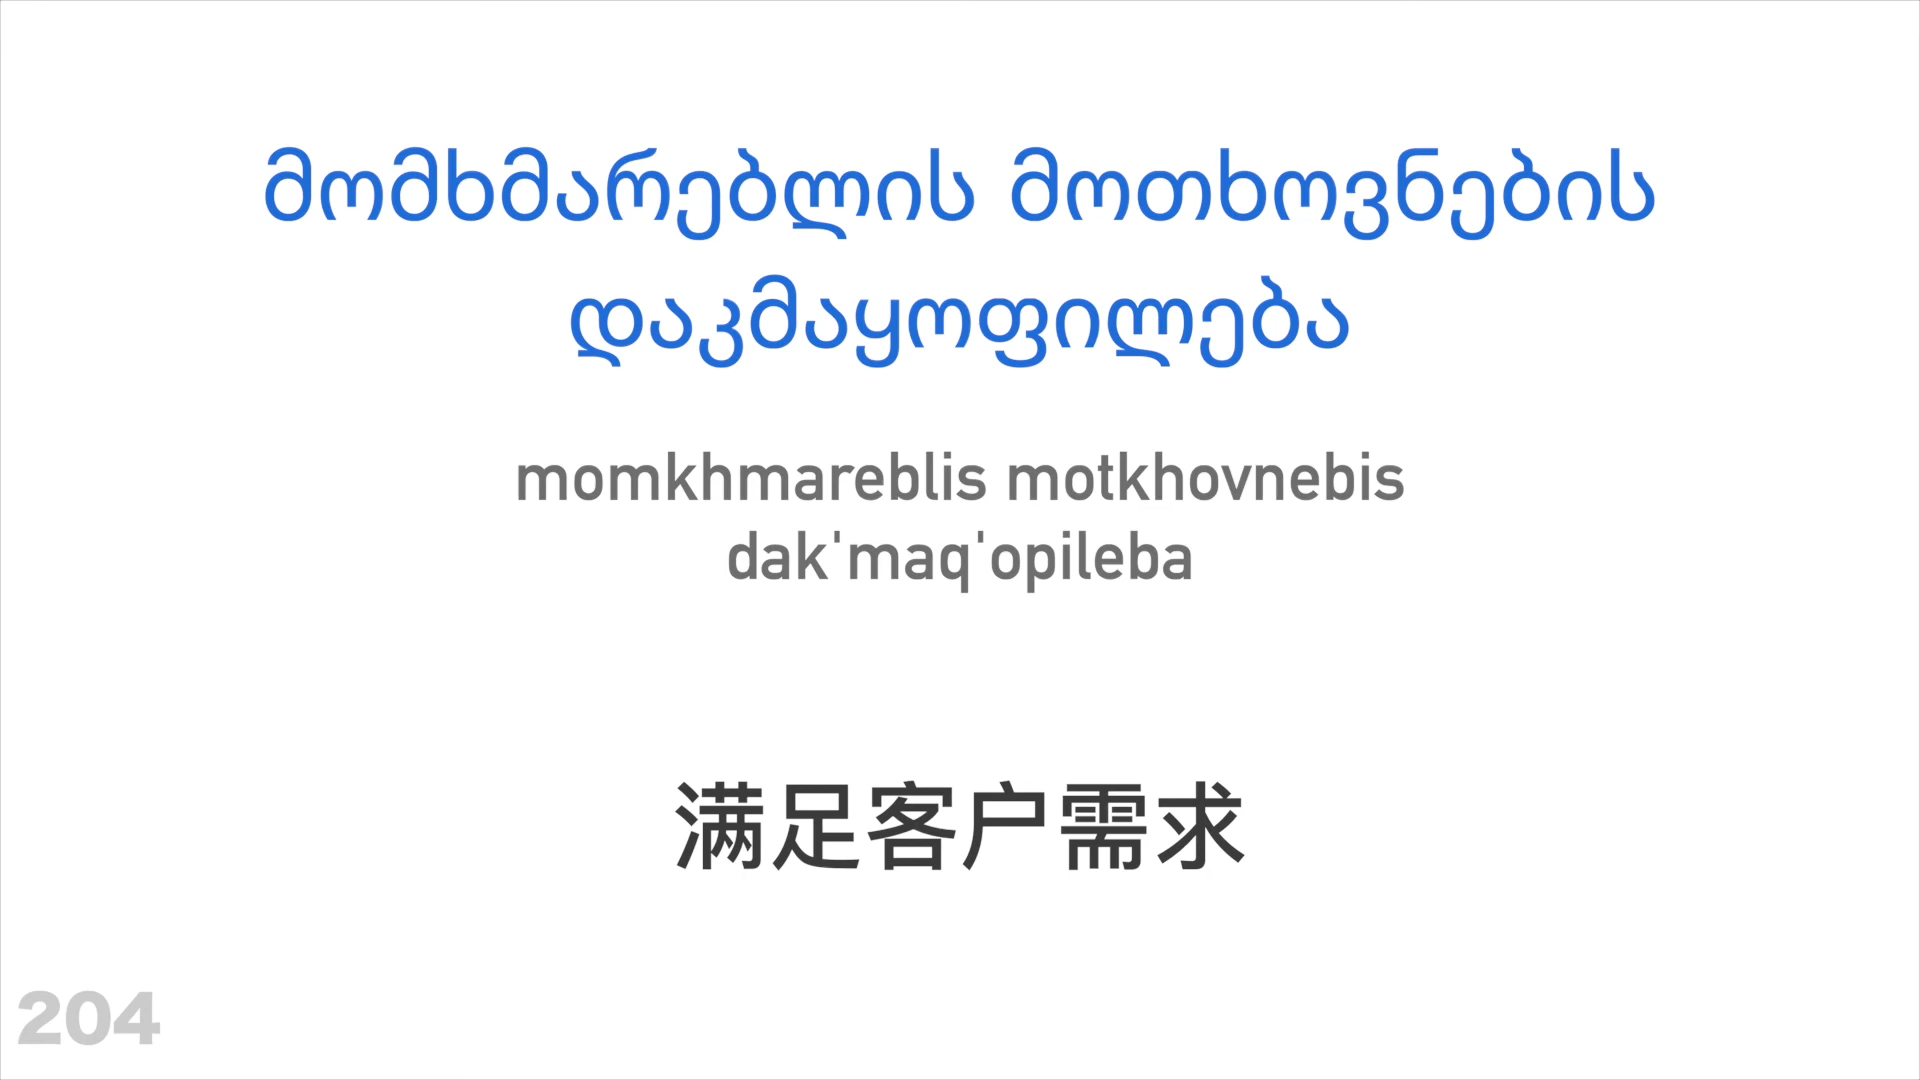 მომხმარებლის მოთხოვნების
დაკმაყოფილება
momkhmareblis motkhovnebis
dak'maq'opileba
满足客户需求
204